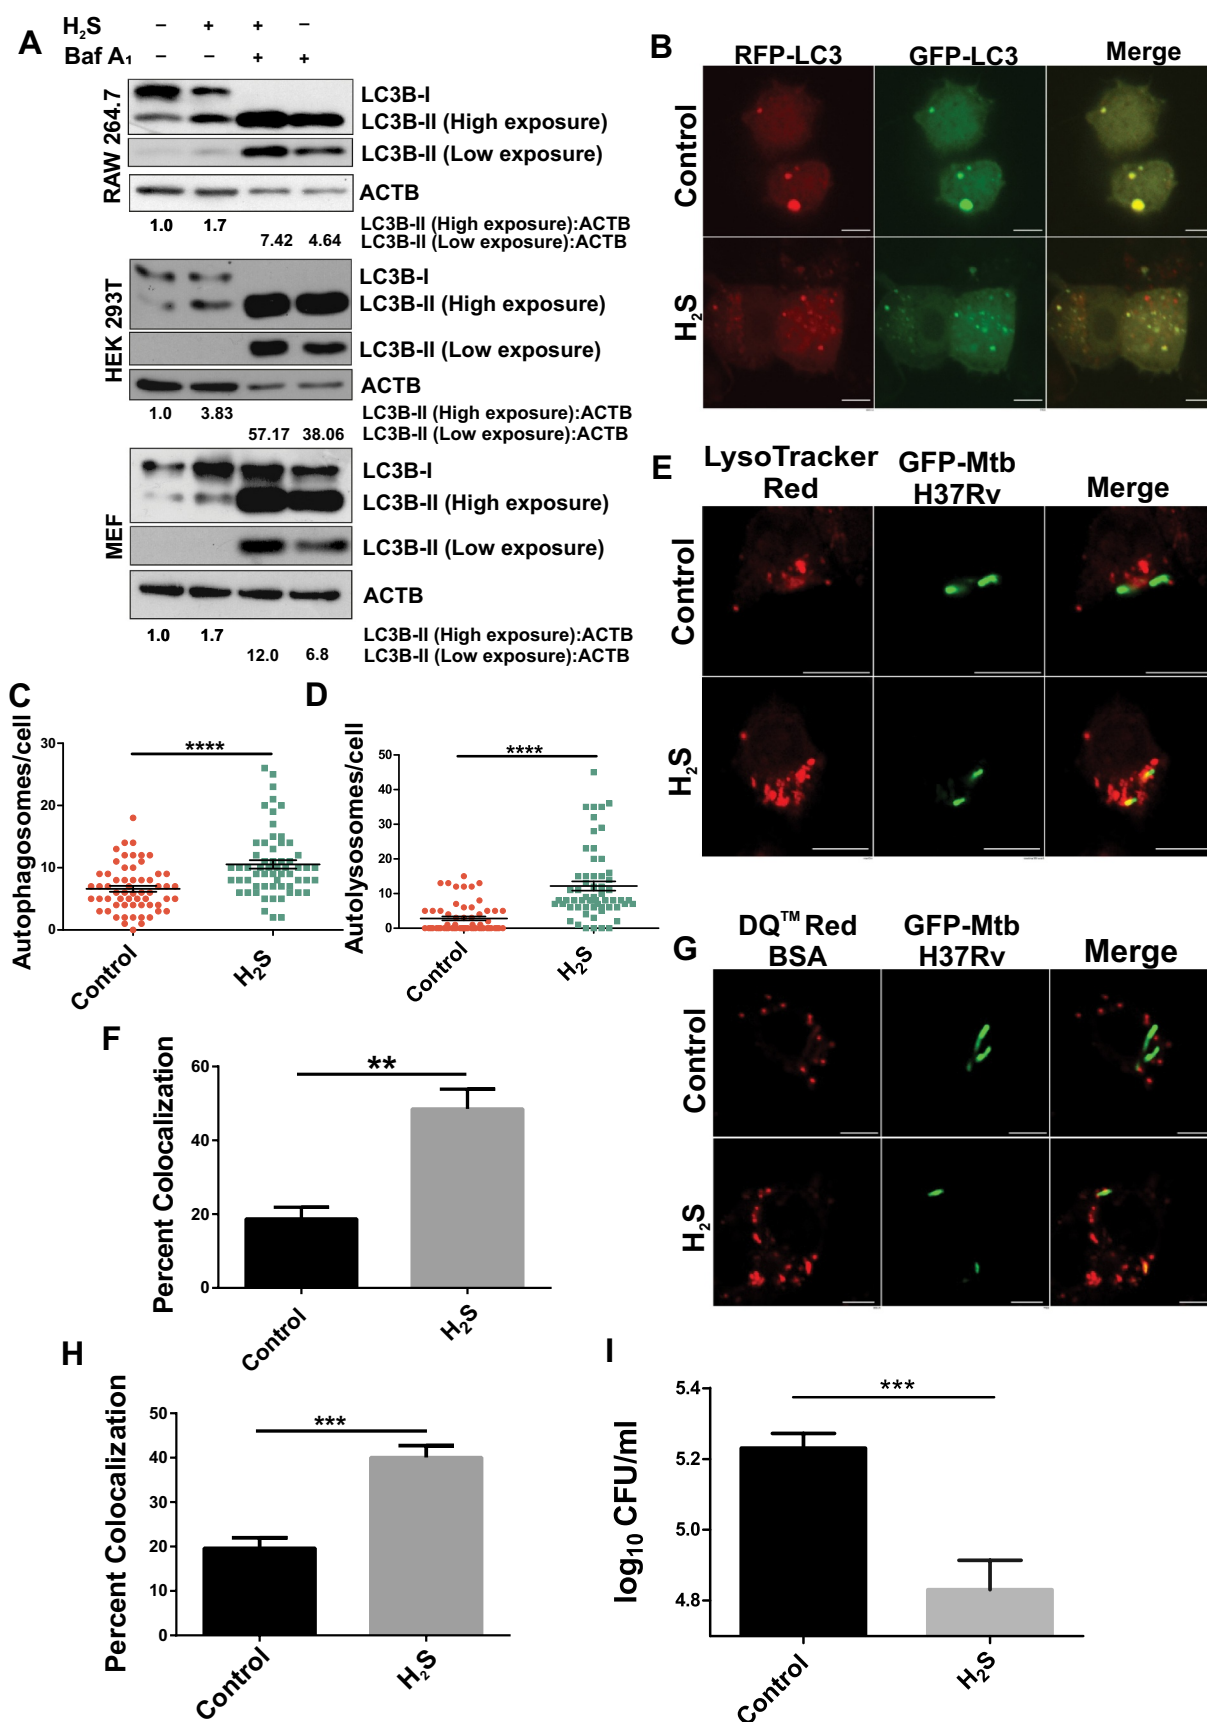 A
H₂S - + + -
Baf A₁ - - + +
RAW 264.7
LC3B-I
LC3B-II (High exposure)
LC3B-II (Low exposure)
ACTB
1.0 1.7 LC3B-II (High exposure):ACTB
7.42 4.64 LC3B-II (Low exposure):ACTB
HEK 293T
LC3B-I
LC3B-II (High exposure)
LC3B-II (Low exposure)
ACTB
1.0 3.83 LC3B-II (High exposure):ACTB
57.17 38.06 LC3B-II (Low exposure):ACTB
MEF
LC3B-I
LC3B-II (High exposure)
LC3B-II (Low exposure)
ACTB
1.0 1.7 LC3B-II (High exposure):ACTB
12.0 6.8 LC3B-II (Low exposure):ACTB
B
RFP-LC3 GFP-LC3 Merge
Control
H₂S
C
Autophagosomes/cell
30
20
10
0
****
Control H₂S
D
Autolysosomes/cell
50
40
30
20
10
0
****
Control H₂S
E
LysoTracker Red
GFP-Mtb H37Rv
Merge
Control
H₂S
F
Percent Colocalization
60
40
20
0
**
Control H₂S
G
DQ™ Red BSA
GFP-Mtb H37Rv
Merge
Control
H₂S
H
Percent Colocalization
50
40
30
20
10
0
***
Control H₂S
I
log₁₀ CFU/ml
5.4
5.2
5.0
4.8
***
Control H₂S